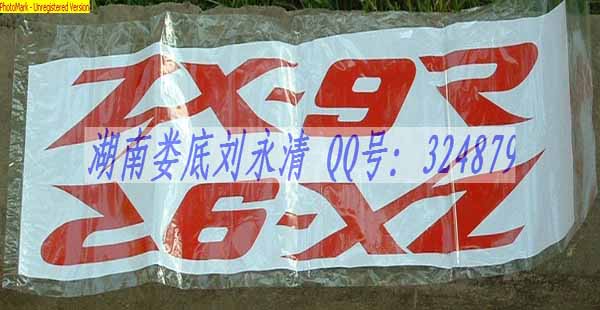 PhotoMark - Unregistered Version
ZX-9R
湖南娄底刘永清 QQ号: 324879
ZX-9R